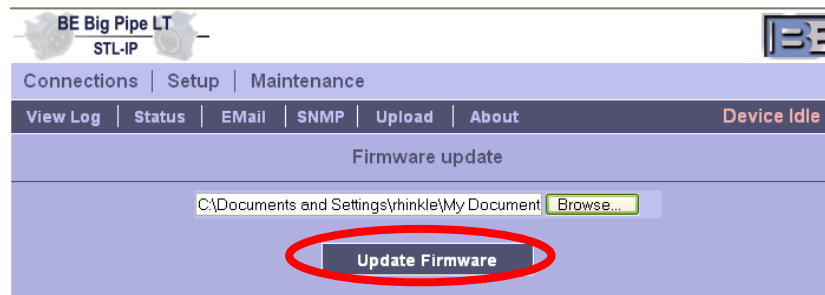 BE Big Pipe LT
STL-IP
BE
Connections | Setup | Maintenance
View Log | Status | EMail | SNMP | Upload | About Device Idle
Firmware update
C:\Documents and Settings\rhinkle\My Document Browse...
Update Firmware